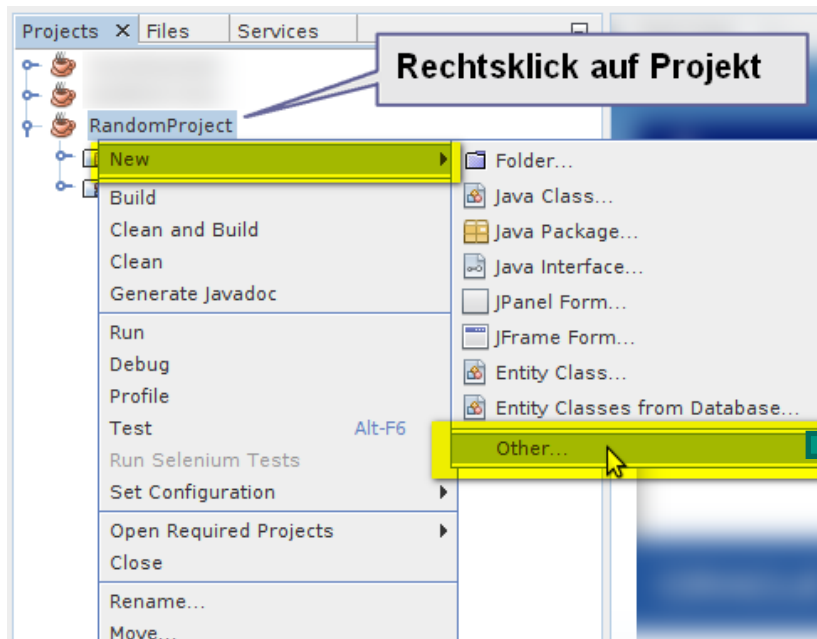 Projects
Files
Services
Rechtsklick auf Projekt
RandomProject
New
Build
Clean and Build
Clean
Generate Javadoc
Run
Debug
Profile
Test Alt-F6
Run Selenium Tests
Set Configuration
Open Required Projects
Close
Rename...
Move...
Folder...
Java Class...
Java Package...
Java Interface...
JPanel Form...
JFrame Form...
Entity Class...
Entity Classes from Database...
Other...